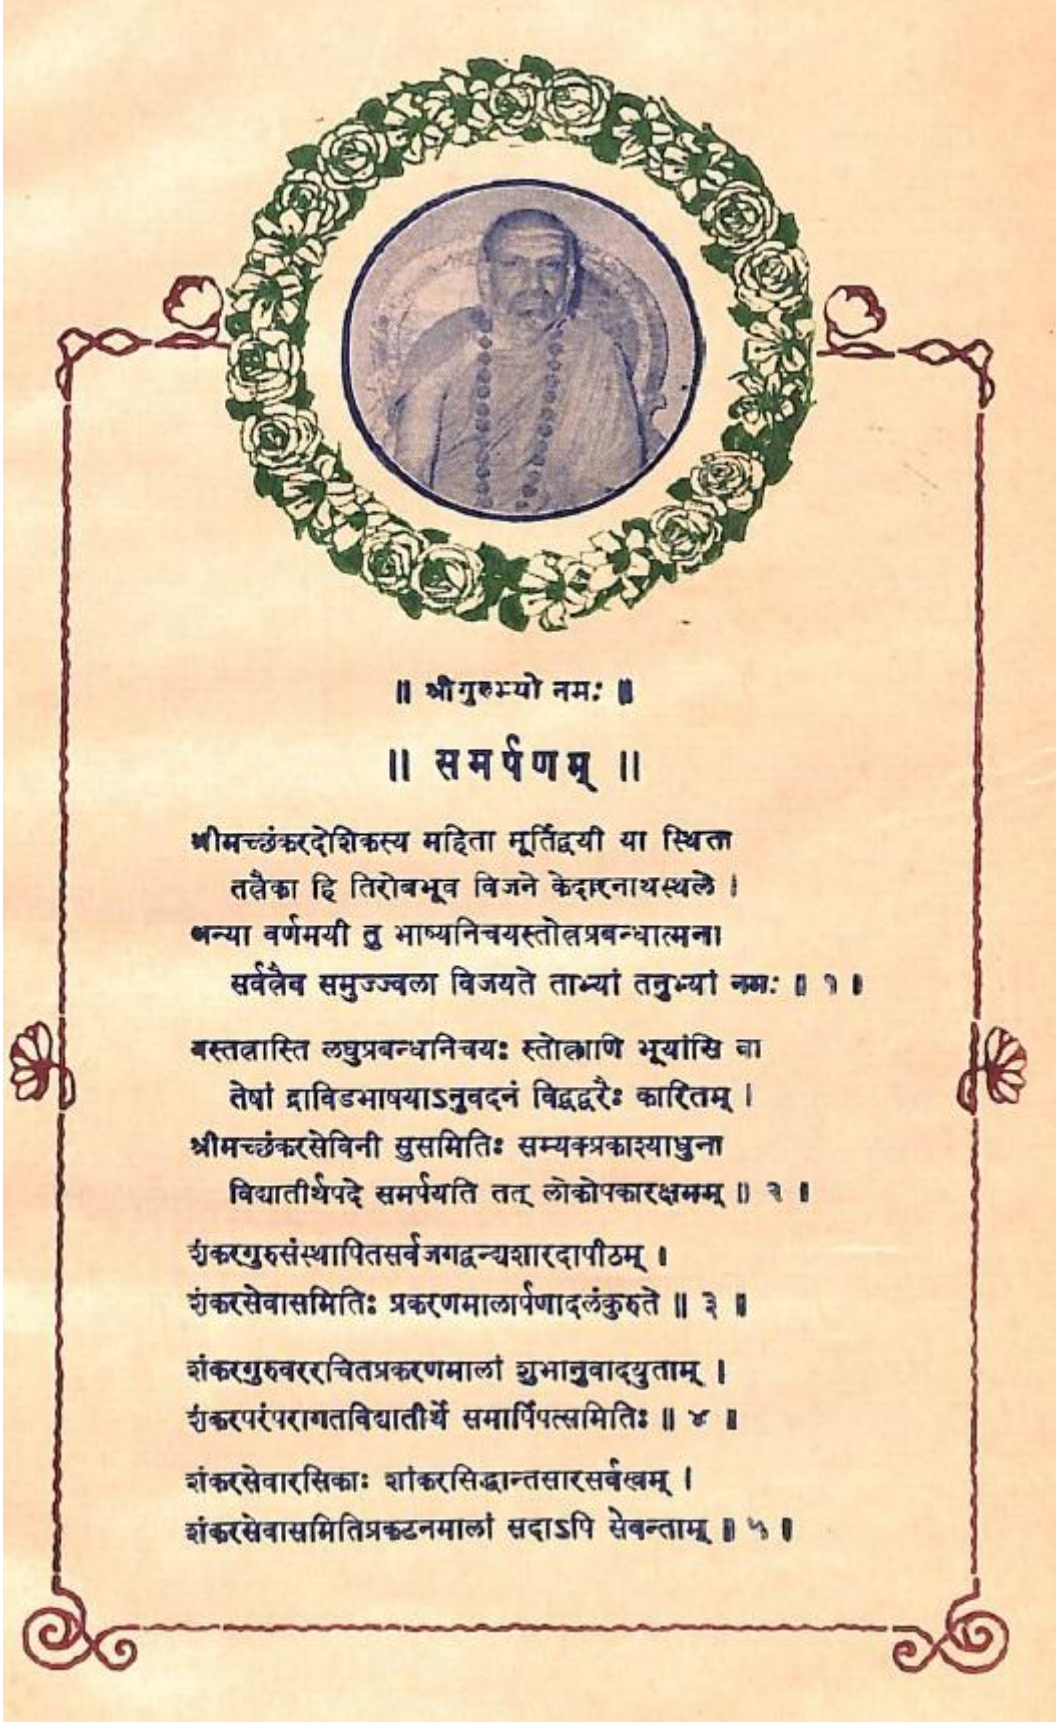 ॥ श्रीगुरुभ्यो नमः ॥
॥ समर्पणम् ॥
श्रीमच्छंकरदेशिकस्य महिता मूर्तिद्वयी या स्थिता
तत्रैका हि तिरोबभूव विजने केदारनाथस्थले ।
अन्या वर्णमयी तु भाष्यनिचयस्तोत्रप्रबन्धात्मना
सर्वत्रैव समुज्ज्वला विजयते ताभ्यां तनुभ्यां नमः ॥ १ ॥
यस्तत्रास्ति लघुप्रबन्धनिचयः स्तोत्राणि भूयांसि वा
तेषां द्राविडभाषयाऽनुवदनं विद्वद्वरैः कारितम् ।
श्रीमच्छंकरसेविनी सुसमितिः सम्यक्प्रकाश्याधुना
विद्यातीर्थपदे समर्पयति तत् लोकोपकारक्षमम् ॥ २ ॥
शंकरगुरुसंस्थापितसर्वजगद्वन्द्यशारदापीठम् ।
शंकरसेवासमितिः प्रकरणमालार्पणादलंकुरुते ॥ ३ ॥
शंकरगुरुवररचितप्रकरणमालां शुभानुवादयुताम् ।
शंकरपरंपरागतविद्यातीर्थे समार्पिपत्समितिः ॥ ४ ॥
शंकरसेवारसिकाः शांकरसिद्धान्तसारसर्वस्वम् ।
शंकरसेवासमितिप्रकटनमालां सदाऽपि सेवन्ताम् ॥ ५ ॥